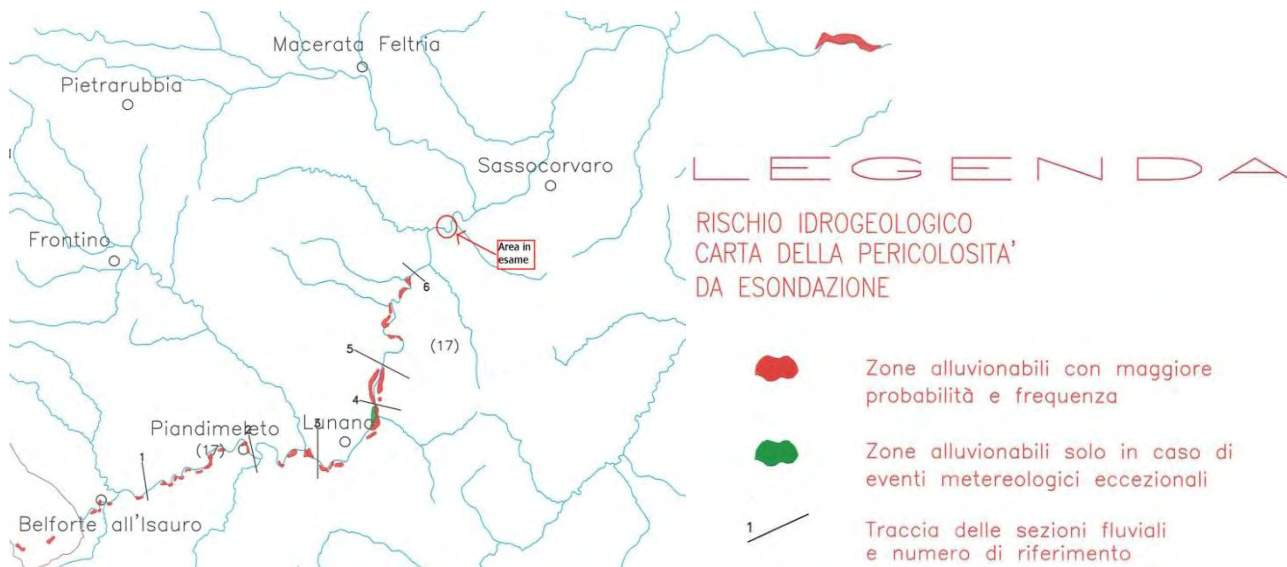 Macerata Feltria
Pietrarubbia
Sassocorvaro
Frontino
Area in
esame
6
(17)
5
4
Lunano
3
Piandimeleto
2
(17)
1
Belforte all'Isauro
LEGENDA
RISCHIO IDROGEOLOGICO
CARTA DELLA PERICOLOSITA'
DA ESONDAZIONE
Zone alluvionabili con maggiore
probabilità e frequenza
Zone alluvionabili solo in caso di
eventi metereologici eccezionali
1
Traccia delle sezioni fluviali
e numero di riferimento